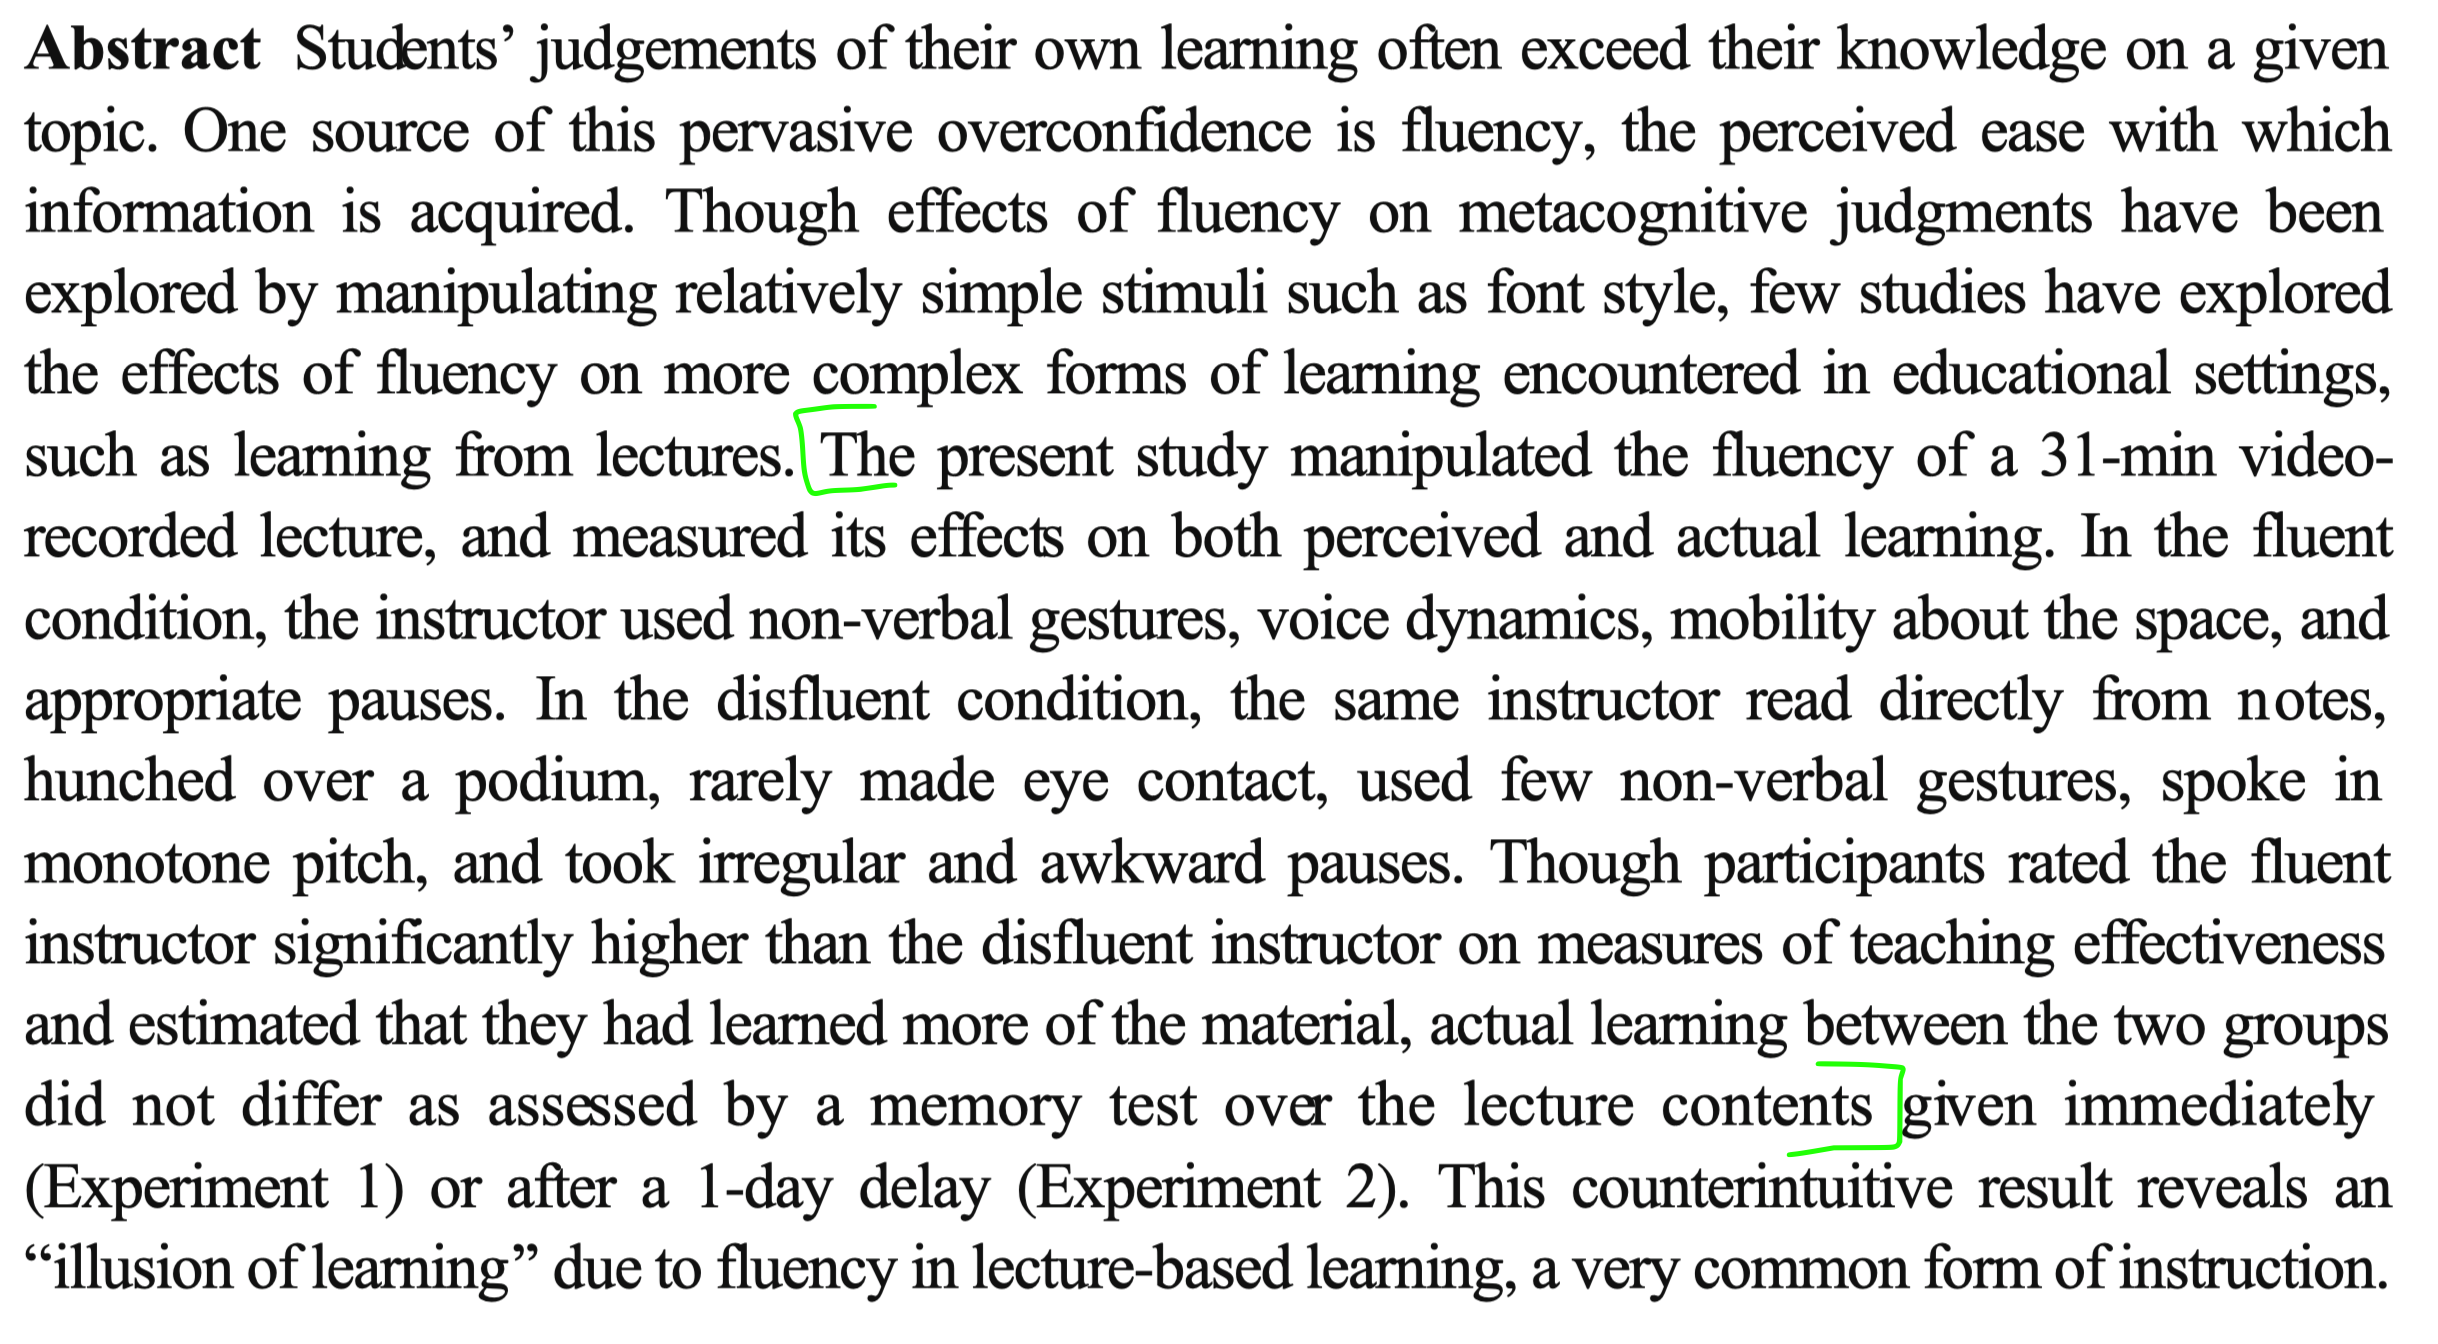 Abstract Students’ judgements of their own learning often exceed their knowledge on a given
topic. One source of this pervasive overconfidence is fluency, the perceived ease with which
information is acquired. Though effects of fluency on metacognitive judgments have been
explored by manipulating relatively simple stimuli such as font style, few studies have explored
the effects of fluency on more complex forms of learning encountered in educational settings,
such as learning from lectures. The present study manipulated the fluency of a 31-min video-
recorded lecture, and measured its effects on both perceived and actual learning. In the fluent
condition, the instructor used non-verbal gestures, voice dynamics, mobility about the space, and
appropriate pauses. In the disfluent condition, the same instructor read directly from notes,
hunched over a podium, rarely made eye contact, used few non-verbal gestures, spoke in
monotone pitch, and took irregular and awkward pauses. Though participants rated the fluent
instructor significantly higher than the disfluent instructor on measures of teaching effectiveness
and estimated that they had learned more of the material, actual learning between the two groups
did not differ as assessed by a memory test over the lecture contents given immediately
(Experiment 1) or after a 1-day delay (Experiment 2). This counterintuitive result reveals an
“illusion of learning” due to fluency in lecture-based learning, a very common form of instruction.